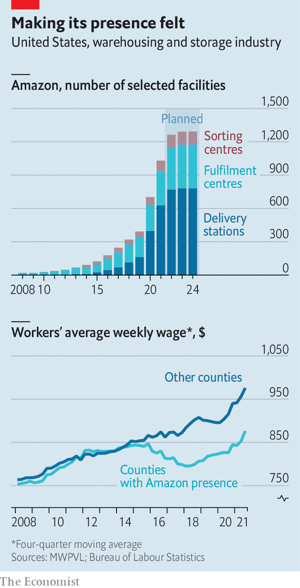 Making its presence felt
United States, warehousing and storage industry
Amazon, number of selected facilities
1,500
Planned
1,200
Sorting
centres
900
Fulfilment
centres
600
Delivery
stations
300
0
2008 10 15 20 24
Workers' average weekly wage*, $
1,050
Other counties
950
850
Counties
with Amazon presence
750
2008 10 12 14 16 18 20 21
*Four-quarter moving average
Sources: MWPVL; Bureau of Labour Statistics
The Economist